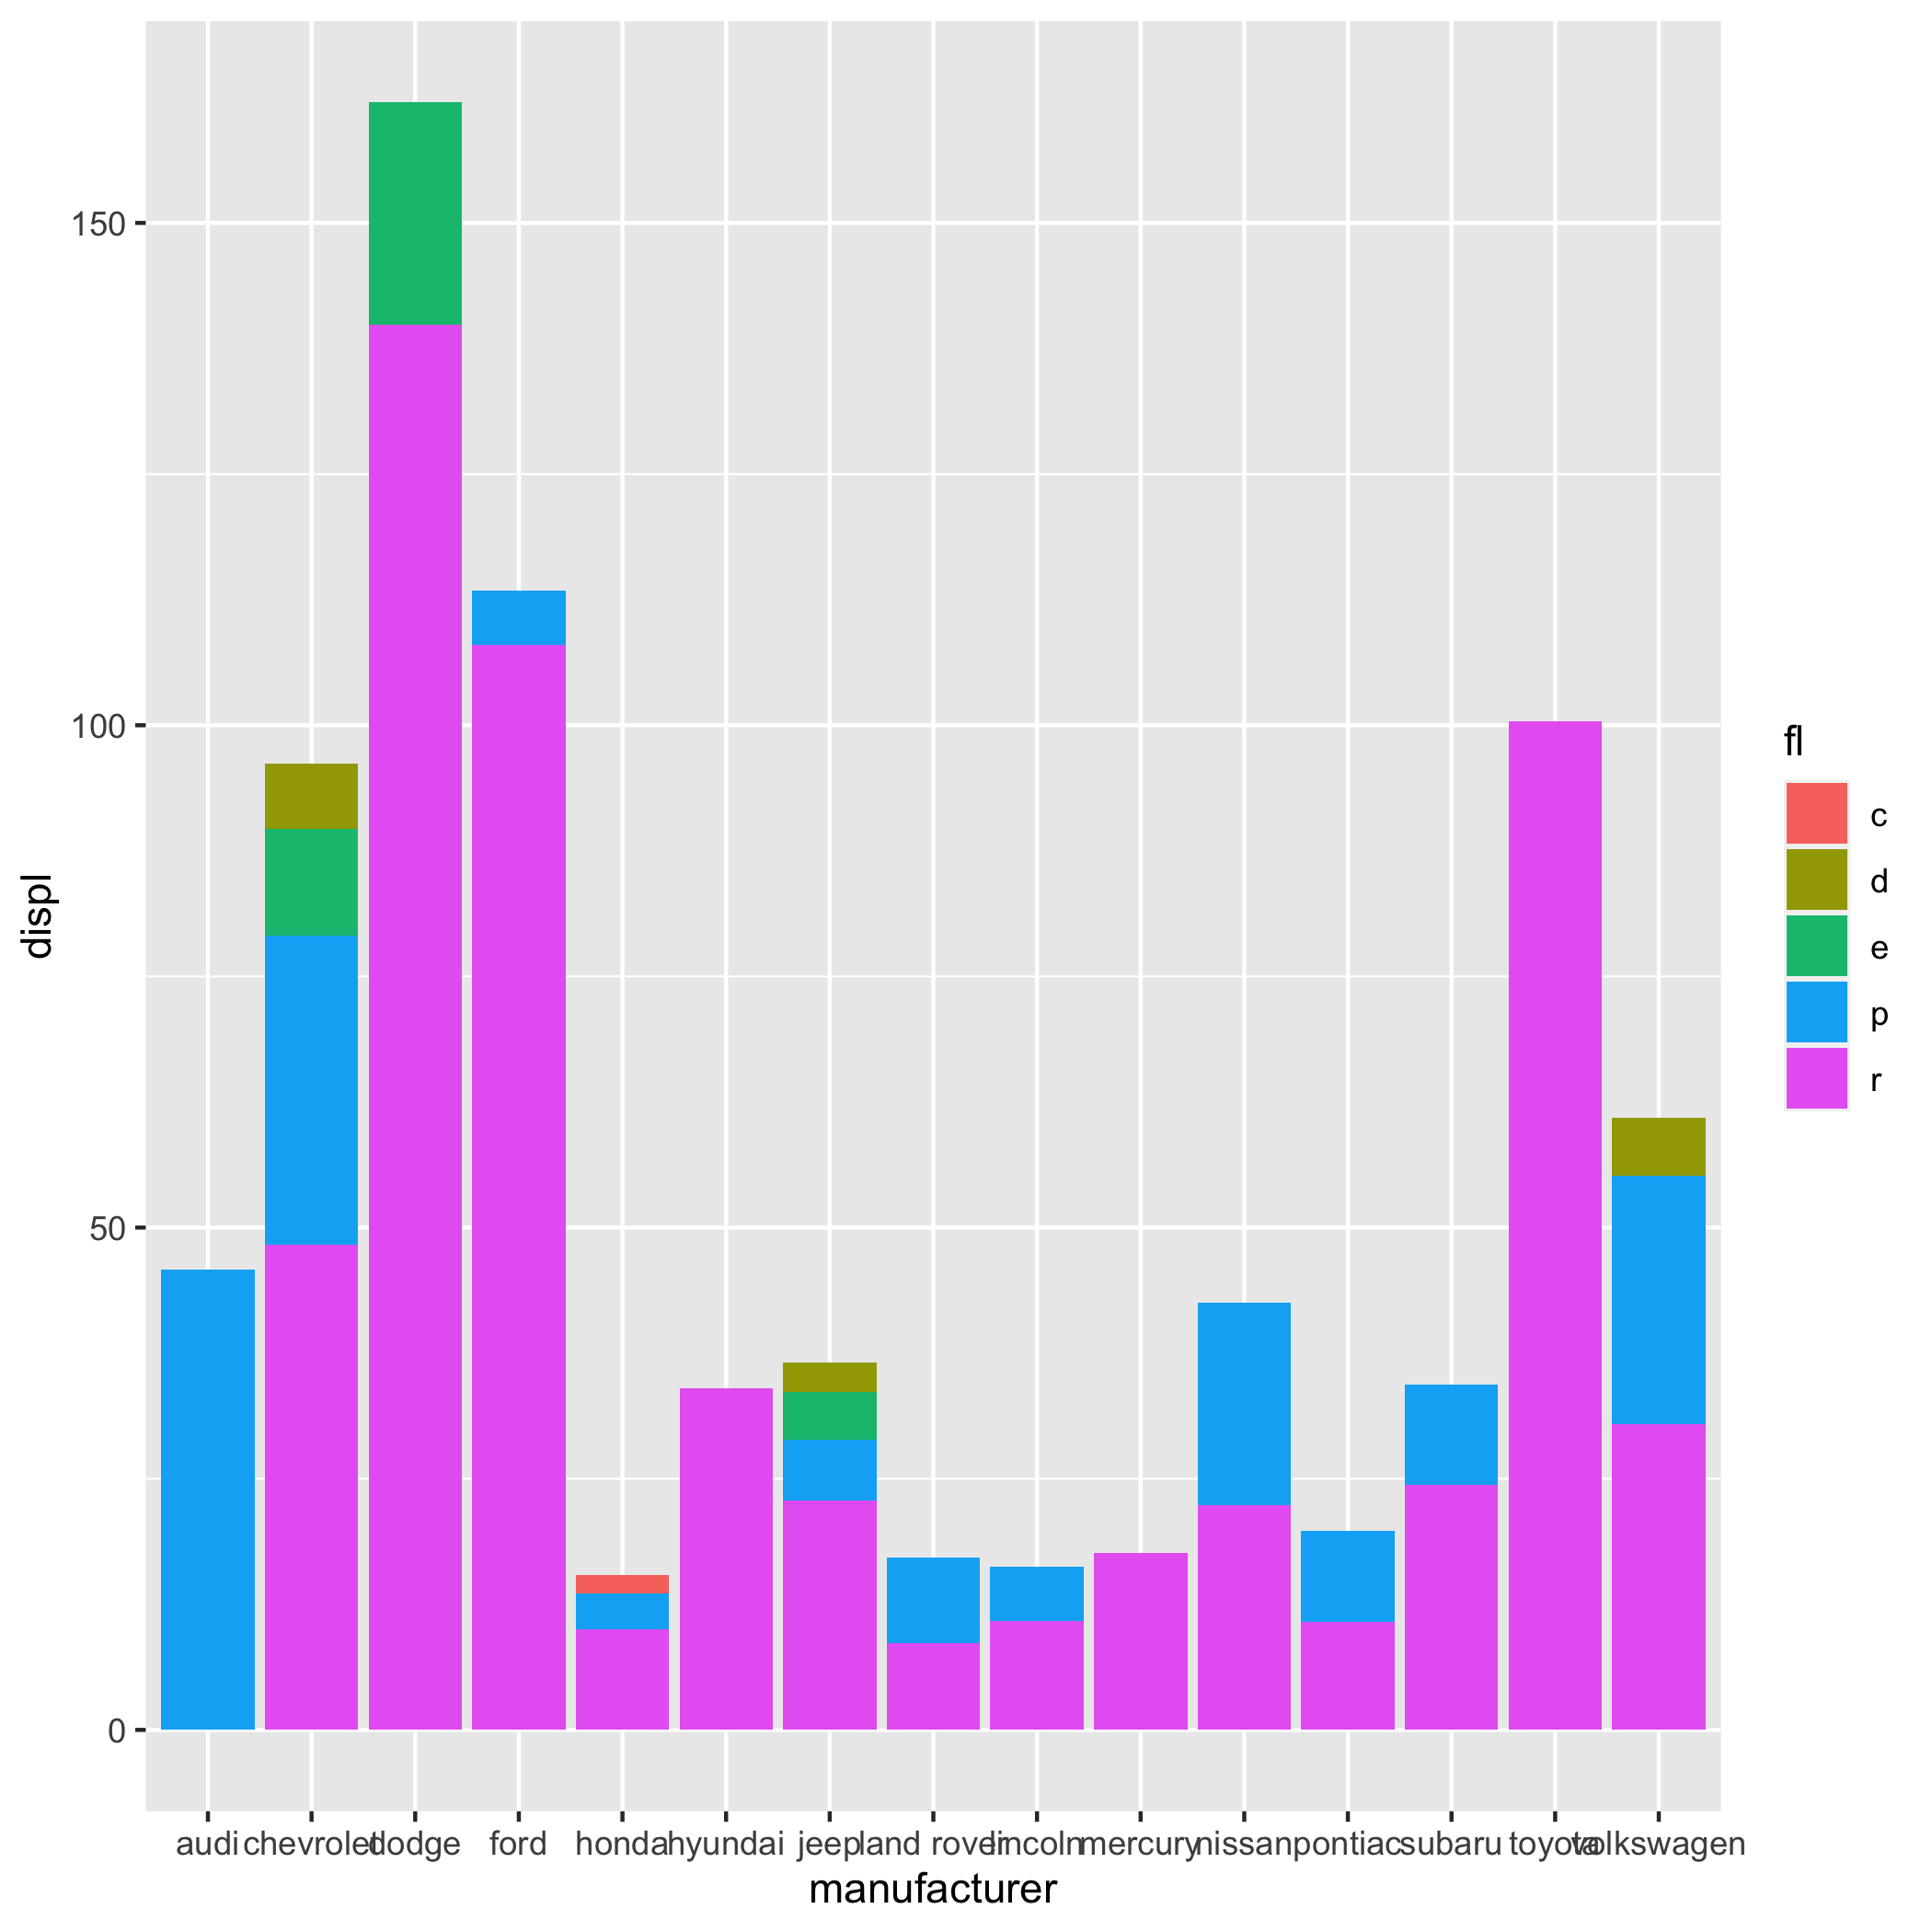 150
100
50
0
displ
audi chevrolet dodge ford honda hyundai jeep land rover lincoln mercury nissan pontiac subaru toyota volkswagen
manufacturer
fl
c
d
e
p
r